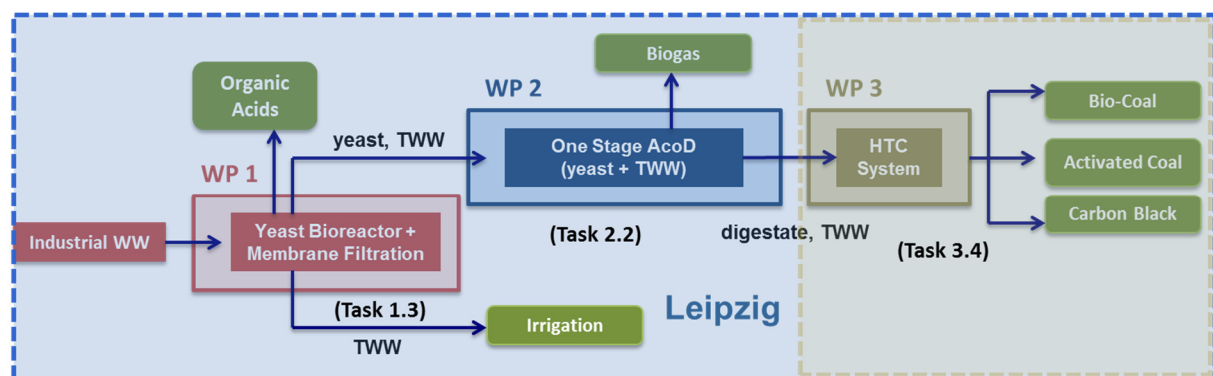 Organic
Acids
Biogas
WP 2
WP 3
Bio-Coal
yeast, TWW
One Stage AcoD
(yeast + TWW)
HTC
System
Activated Coal
WP 1
Industrial WW
Yeast Bioreactor +
Membrane Filtration
(Task 2.2)
digestate, TWW
(Task 3.4)
Carbon Black
(Task 1.3)
TWW
Irrigation
Leipzig